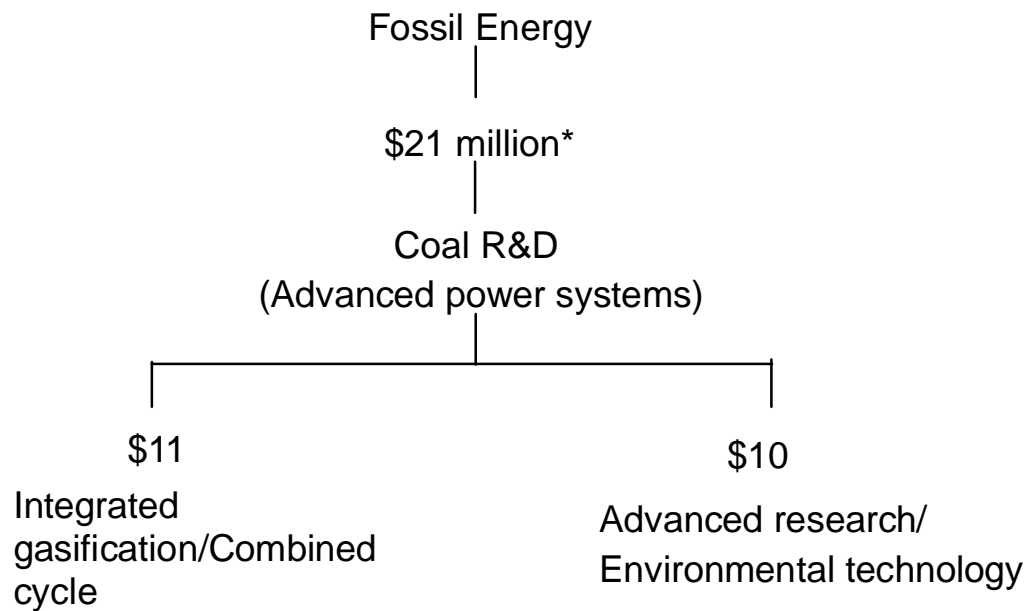 Fossil Energy
$21 million*
Coal R&D
(Advanced power systems)
$11
Integrated
gasification/Combined
cycle
$10
Advanced research/
Environmental technology